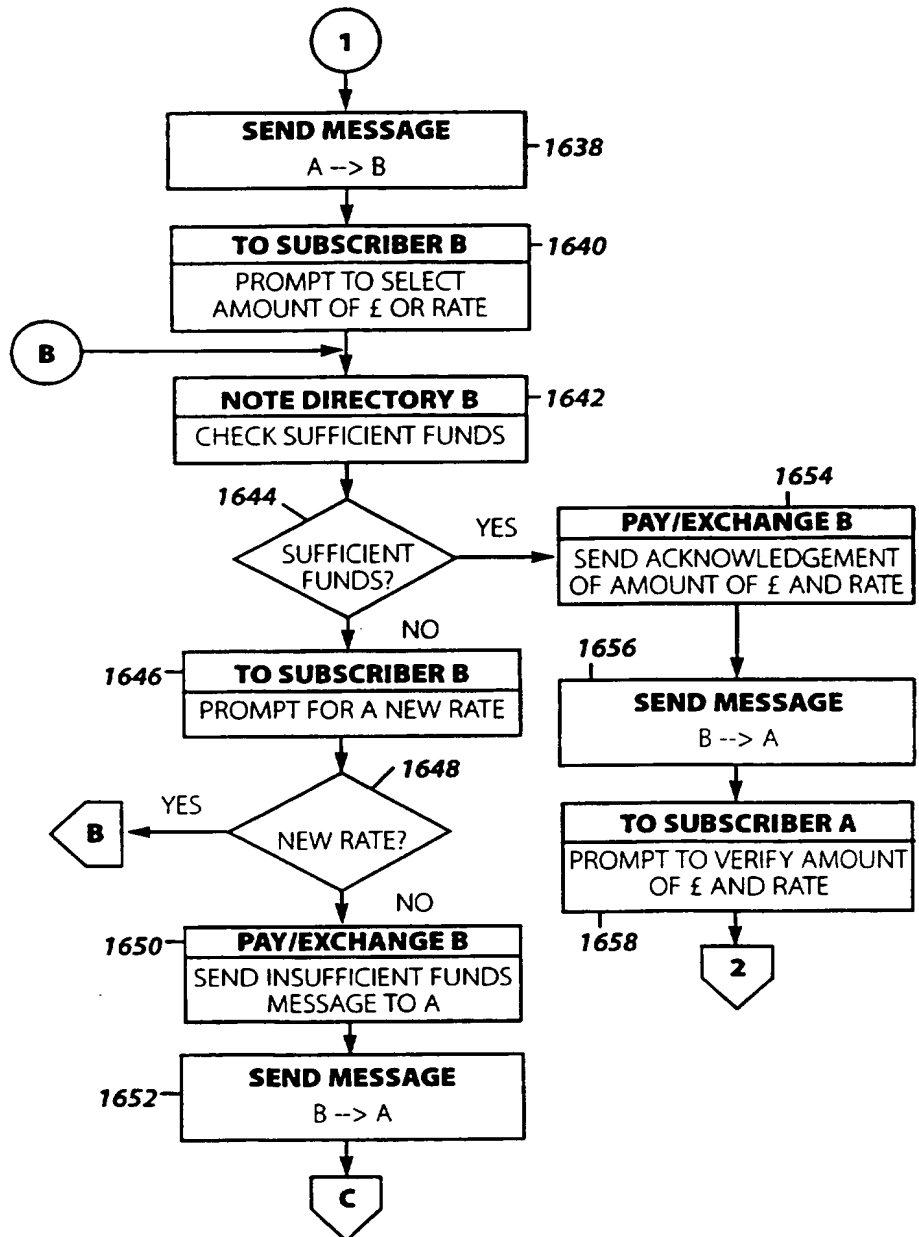 1
SEND MESSAGE
A --> B
1638
TO SUBSCRIBER B
1640
PROMPT TO SELECT
AMOUNT OF £ OR RATE
B
NOTE DIRECTORY B
1642
CHECK SUFFICIENT FUNDS
1644
SUFFICIENT
FUNDS?
YES
NO
1646
TO SUBSCRIBER B
PROMPT FOR A NEW RATE
1648
NEW RATE?
YES
B
NO
1650
PAY/EXCHANGE B
SEND INSUFFICIENT FUNDS
MESSAGE TO A
1652
SEND MESSAGE
B --> A
C
1654
PAY/EXCHANGE B
SEND ACKNOWLEDGEMENT
OF AMOUNT OF £ AND RATE
1656
SEND MESSAGE
B --> A
TO SUBSCRIBER A
PROMPT TO VERIFY AMOUNT
OF £ AND RATE
1658
2